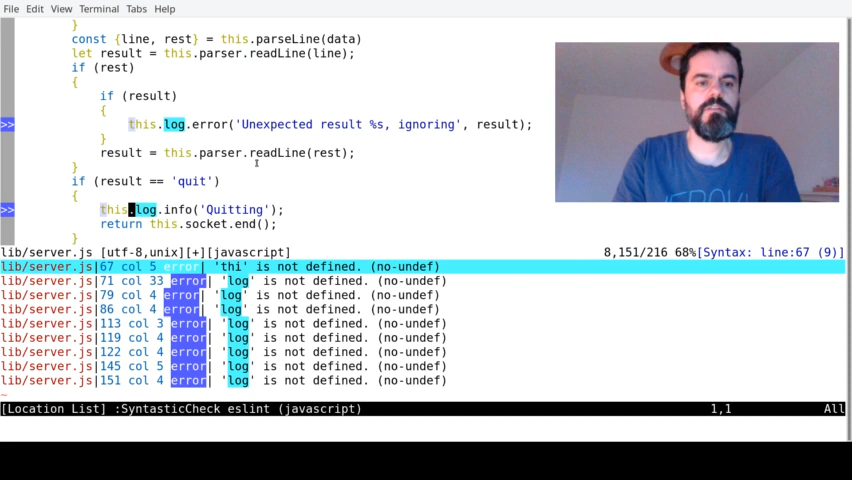 File Edit View Terminal Tabs Help
}
const {line, rest} = this.parseLine(data)
let result = this.parser.readLine(line);
if (rest)
{
if (result)
{
>> this.log.error('Unexpected result %s, ignoring', result);
}
result = this.parser.readLine(rest);
}
if (result == 'quit')
{
>> this.log.info('Quitting');
return this.socket.end();
}
lib/server.js [utf-8,unix][+][javascript] 8,151/216 68%[Syntax: line:67 (9)]
lib/server.js|67 col 5 error| 'thi' is not defined. (no-undef)
lib/server.js|71 col 33 error| 'log' is not defined. (no-undef)
lib/server.js|79 col 4 error| 'log' is not defined. (no-undef)
lib/server.js|86 col 4 error| 'log' is not defined. (no-undef)
lib/server.js|113 col 3 error| 'log' is not defined. (no-undef)
lib/server.js|119 col 4 error| 'log' is not defined. (no-undef)
lib/server.js|122 col 4 error| 'log' is not defined. (no-undef)
lib/server.js|145 col 5 error| 'log' is not defined. (no-undef)
lib/server.js|151 col 4 error| 'log' is not defined. (no-undef)
~
[Location List] :SyntasticCheck eslint (javascript) 1,1 All